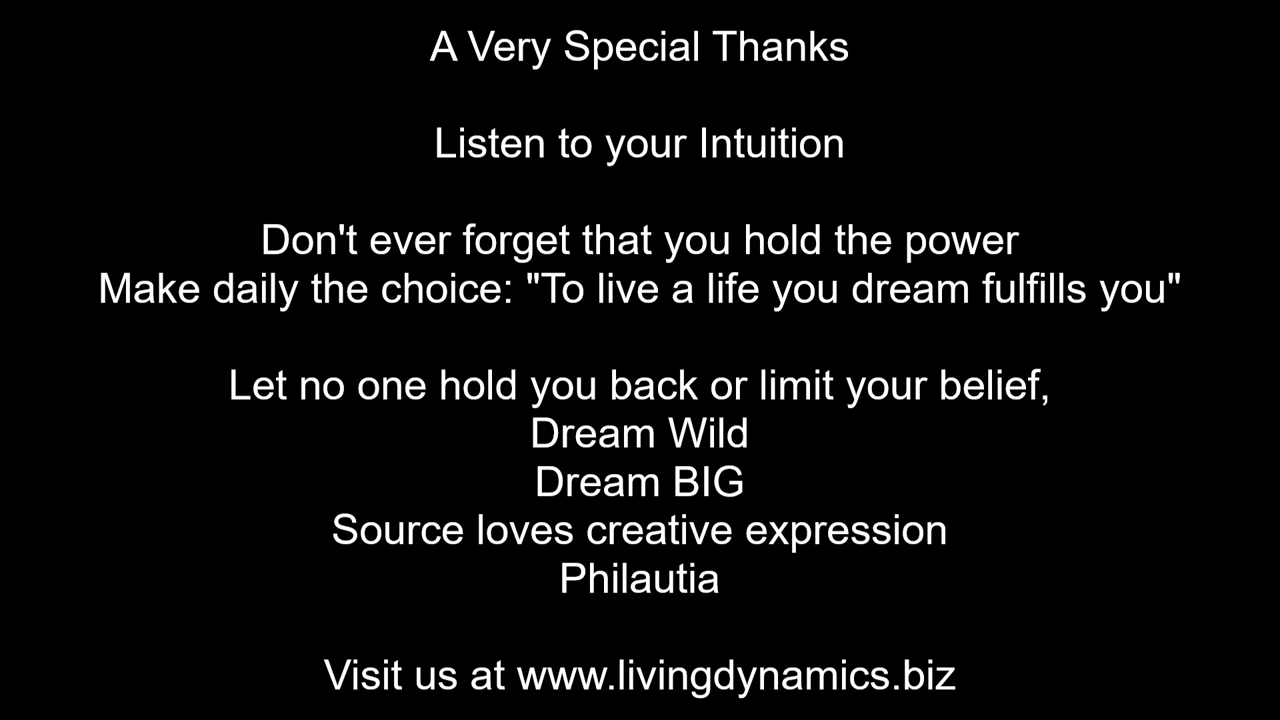 A Very Special Thanks
Listen to your Intuition
Don't ever forget that you hold the power
Make daily the choice: "To live a life you dream fulfills you"
Let no one hold you back or limit your belief,
Dream Wild
Dream BIG
Source loves creative expression
Philautia
Visit us at www.livingdynamics.biz